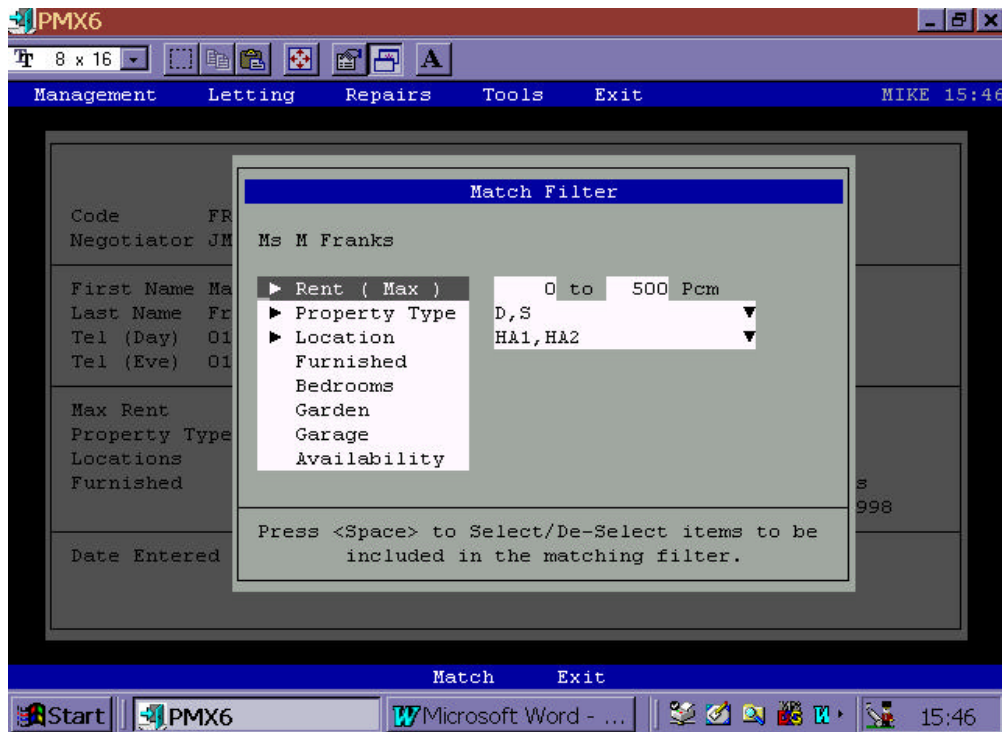 PMX6
8 x 16
A
Management Letting Repairs Tools Exit MIKE 15:46
Match Filter
Code FR
Negotiator JM
Ms M Franks
First Name Ma
Last Name Fr
Tel (Day) 01
Tel (Eve) 01
Rent ( Max ) 0 to 500 Pcm
Property Type D,S
Location HA1,HA2
Furnished
Bedrooms
Garden
Garage
Availability
Max Rent
Property Type
Locations
Furnished s
998
Press <Space> to Select/De-Select items to be
included in the matching filter.
Date Entered
Match Exit
Start PMX6 Microsoft Word - ... 15:46